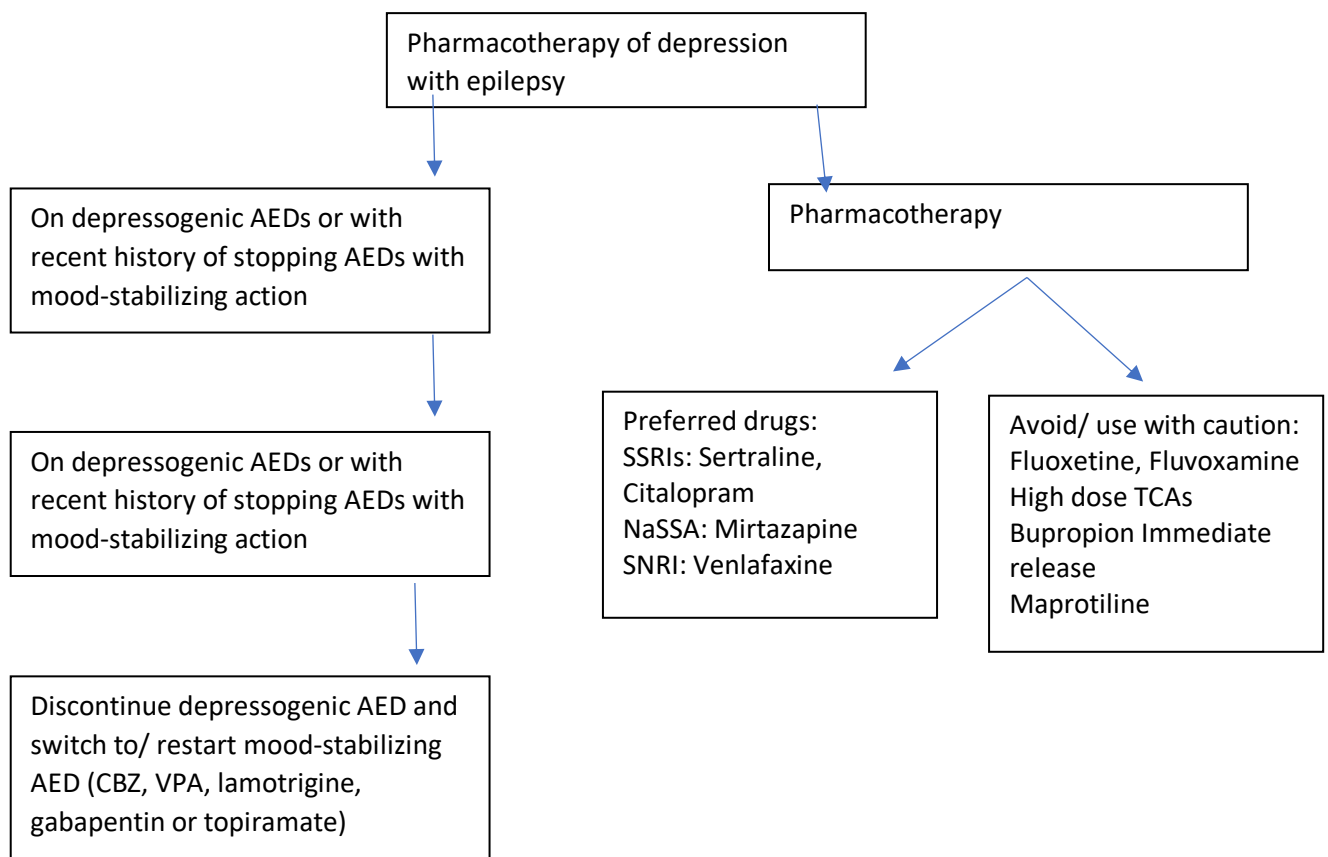 Pharmacotherapy of depression
with epilepsy
On depressogenic AEDs or with
recent history of stopping AEDs with
mood-stabilizing action
Pharmacotherapy
On depressogenic AEDs or with
recent history of stopping AEDs with
mood-stabilizing action
Preferred drugs:
SSRIs: Sertraline,
Citalopram
NaSSA: Mirtazapine
SNRI: Venlafaxine
Avoid/ use with caution:
Fluoxetine, Fluvoxamine
High dose TCAs
Bupropion Immediate
release
Maprotiline
Discontinue depressogenic AED and
switch to/ restart mood-stabilizing
AED (CBZ, VPA, lamotrigine,
gabapentin or topiramate)